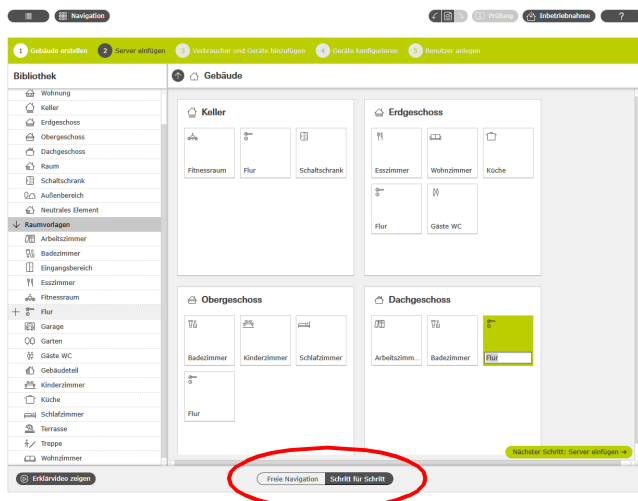 Navigation
Prüfung
Inbetriebnahme
?
1 Gebäude erstellen 2 Server einfügen 3 Verbraucher und Geräte hinzufügen 4 Geräte konfigurieren 5 Benutzer anlegen
Bibliothek
Wohnung
Keller
Erdgeschoss
Obergeschoss
Dachgeschoss
Raum
Schaltschrank
Außenbereich
Neutrales Element
Raumvorlagen
Arbeitszimmer
Badezimmer
Eingangsbereich
Esszimmer
Fitnessraum
Flur
Garage
Garten
Gäste WC
Gebäudeteil
Kinderzimmer
Küche
Schlafzimmer
Terrasse
Treppe
Wohnzimmer
Gebäude
Keller
Fitnessraum Flur Schaltschrank
Erdgeschoss
Esszimmer Wohnzimmer Küche
Flur Gäste WC
Obergeschoss
Badezimmer Kinderzimmer Schlafzimmer
Flur
Dachgeschoss
Arbeitszimm... Badezimmer Flur
Nächster Schritt: Server einfügen →
Erklärvideo zeigen
Freie Navigation Schritt für Schritt